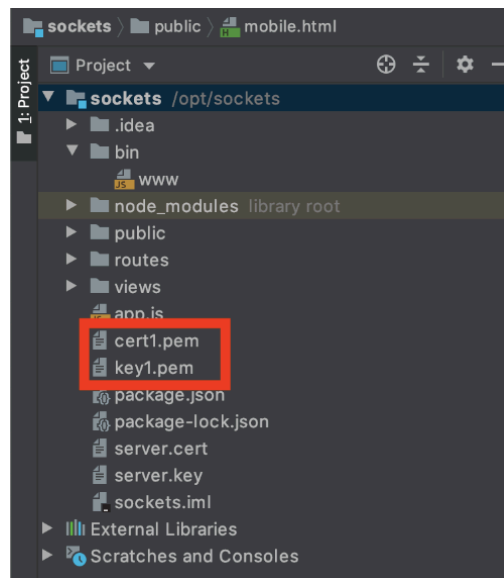 sockets public mobile.html
1: Project
Project
sockets /opt/sockets
.idea
bin
www
node_modules library root
public
routes
views
app.js
cert1.pem
key1.pem
package.json
package-lock.json
server.cert
server.key
sockets.iml
External Libraries
Scratches and Consoles